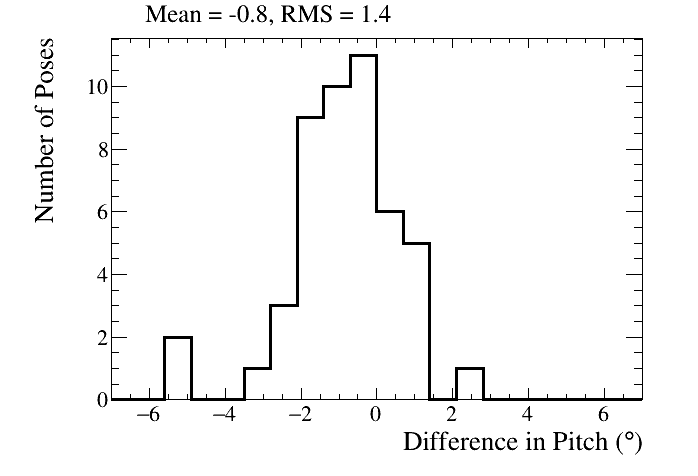 Mean = -0.8, RMS = 1.4
Number of Poses
10
8
6
4
2
0
−6 −4 −2 0 2 4 6
Difference in Pitch (°)